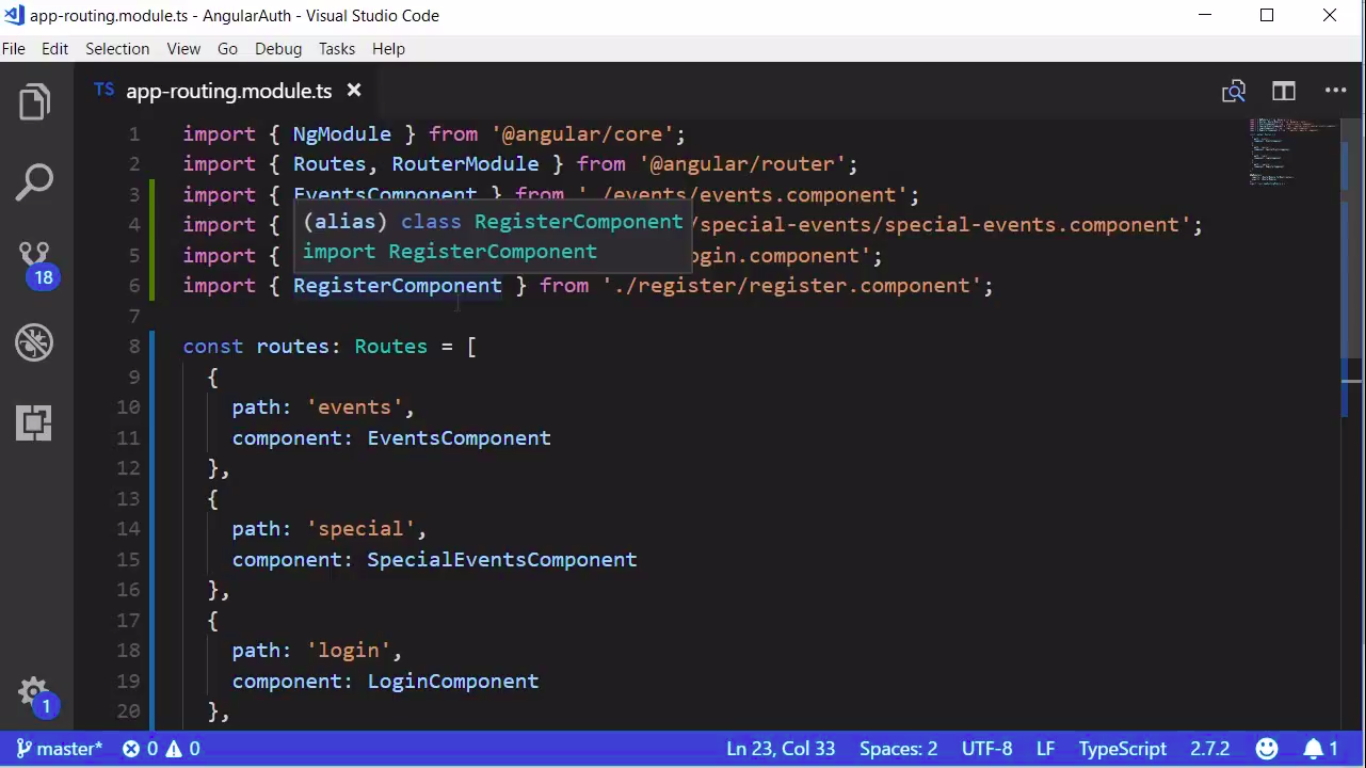 app-routing.module.ts - AngularAuth - Visual Studio Code
File Edit Selection View Go Debug Tasks Help
TS app-routing.module.ts
1 import { NgModule } from '@angular/core';
2 import { Routes, RouterModule } from '@angular/router';
3 import { EventsComponent } from './events/events.component';
4 import { /special-events/special-events.component';
(alias) class RegisterComponent
import RegisterComponent
5 import { ogin.component';
6 import { RegisterComponent } from './register/register.component';
7
8 const routes: Routes = [
9 {
10 path: 'events',
11 component: EventsComponent
12 },
13 {
14 path: 'special',
15 component: SpecialEventsComponent
16 },
17 {
18 path: 'login',
19 component: LoginComponent
20 },
18
1
master* 0 0 Ln 23, Col 33 Spaces: 2 UTF-8 LF TypeScript 2.7.2 1